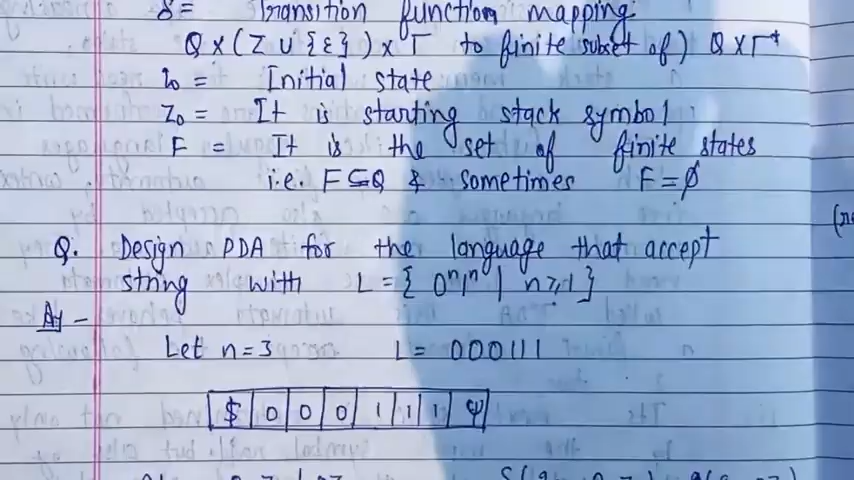 δ = Transition function mapping
Q × (Σ ∪ {ε}) × Γ to finite subset of) Q × Γ*
q0 = Initial state
Z0 = It is starting stack symbol
F = It is the set of finite states
i.e. F ⊆ Q & sometimes F = ∅
Q. Design PDA for the language that accept
string with L = { 0ⁿ1ⁿ | n ≥ 1 }
Let n = 3 L = 000111
$ 0 0 0 1 1 1 Ψ